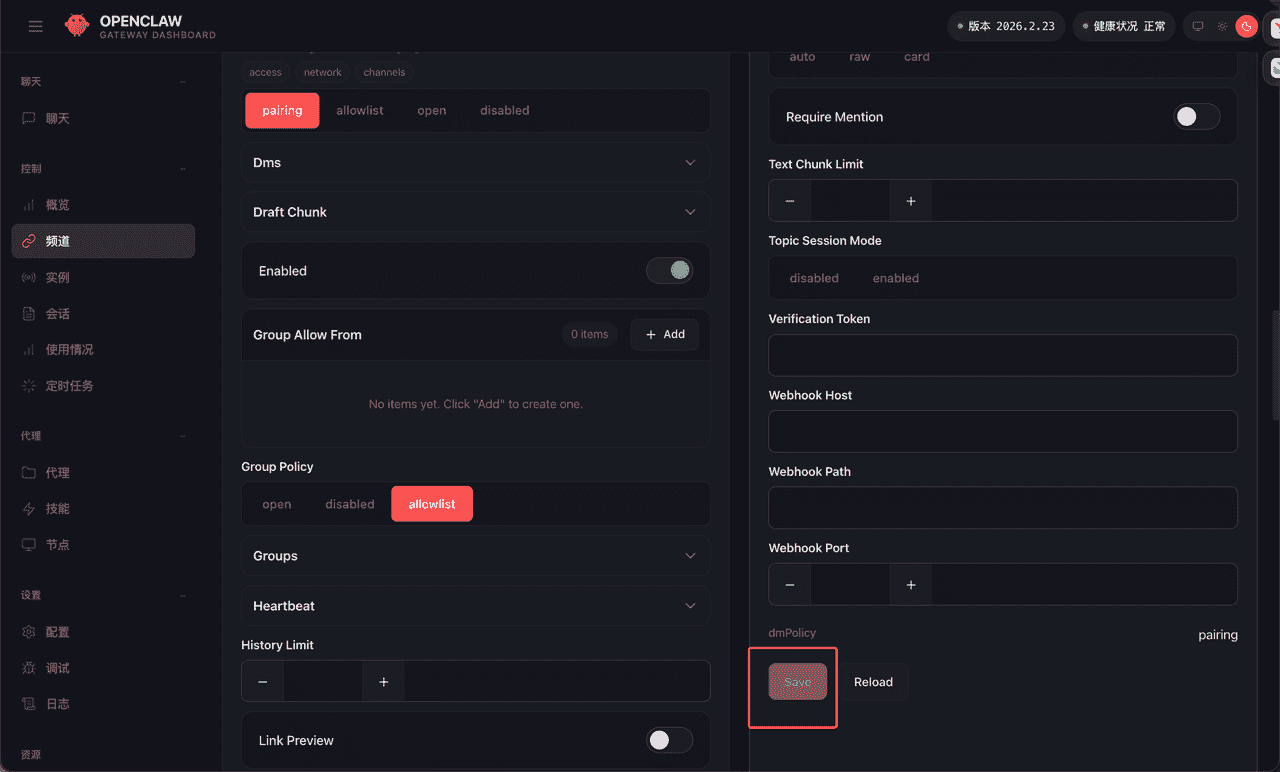 OPENCLAW
GATEWAY DASHBOARD
版本 2026.2.23
健康状况 正常
聊天
聊天
控制
概览
频道
实例
会话
使用情况
定时任务
代理
代理
技能
节点
设置
配置
调试
日志
资源
access network channels
pairing allowlist open disabled
Dms
Draft Chunk
Enabled
Group Allow From 0 items + Add
No items yet. Click "Add" to create one.
Group Policy
open disabled allowlist
Groups
Heartbeat
History Limit
− +
Link Preview
auto raw card
Require Mention
Text Chunk Limit
− +
Topic Session Mode
disabled enabled
Verification Token
Webhook Host
Webhook Path
Webhook Port
− +
dmPolicy pairing
Save Reload